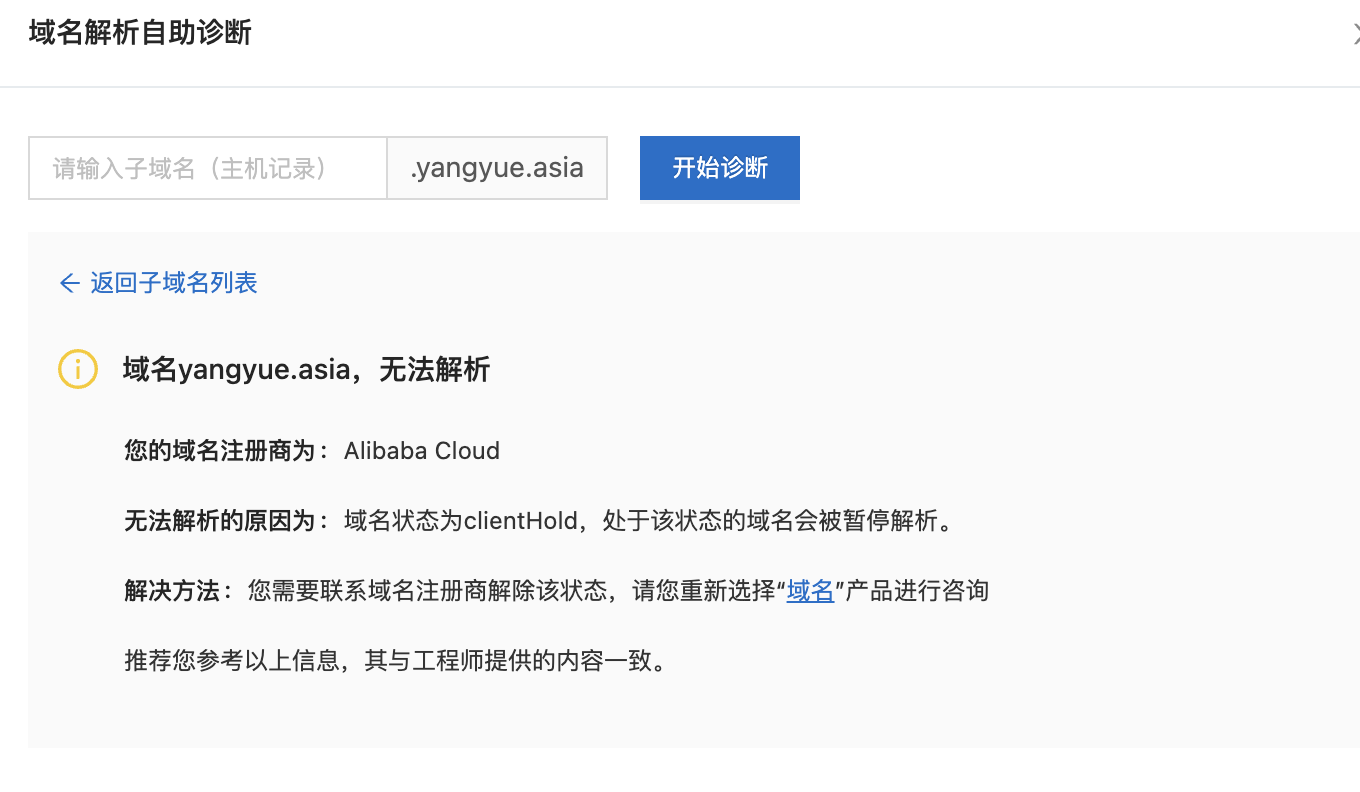 域名解析自助诊断
请输入子域名（主机记录） .yangyue.asia 开始诊断
返回子域名列表
域名yangyue.asia，无法解析
您的域名注册商为：Alibaba Cloud
无法解析的原因为：域名状态为clientHold，处于该状态的域名会被暂停解析。
解决方法：您需要联系域名注册商解除该状态，请您重新选择“域名”产品进行咨询
推荐您参考以上信息，其与工程师提供的内容一致。